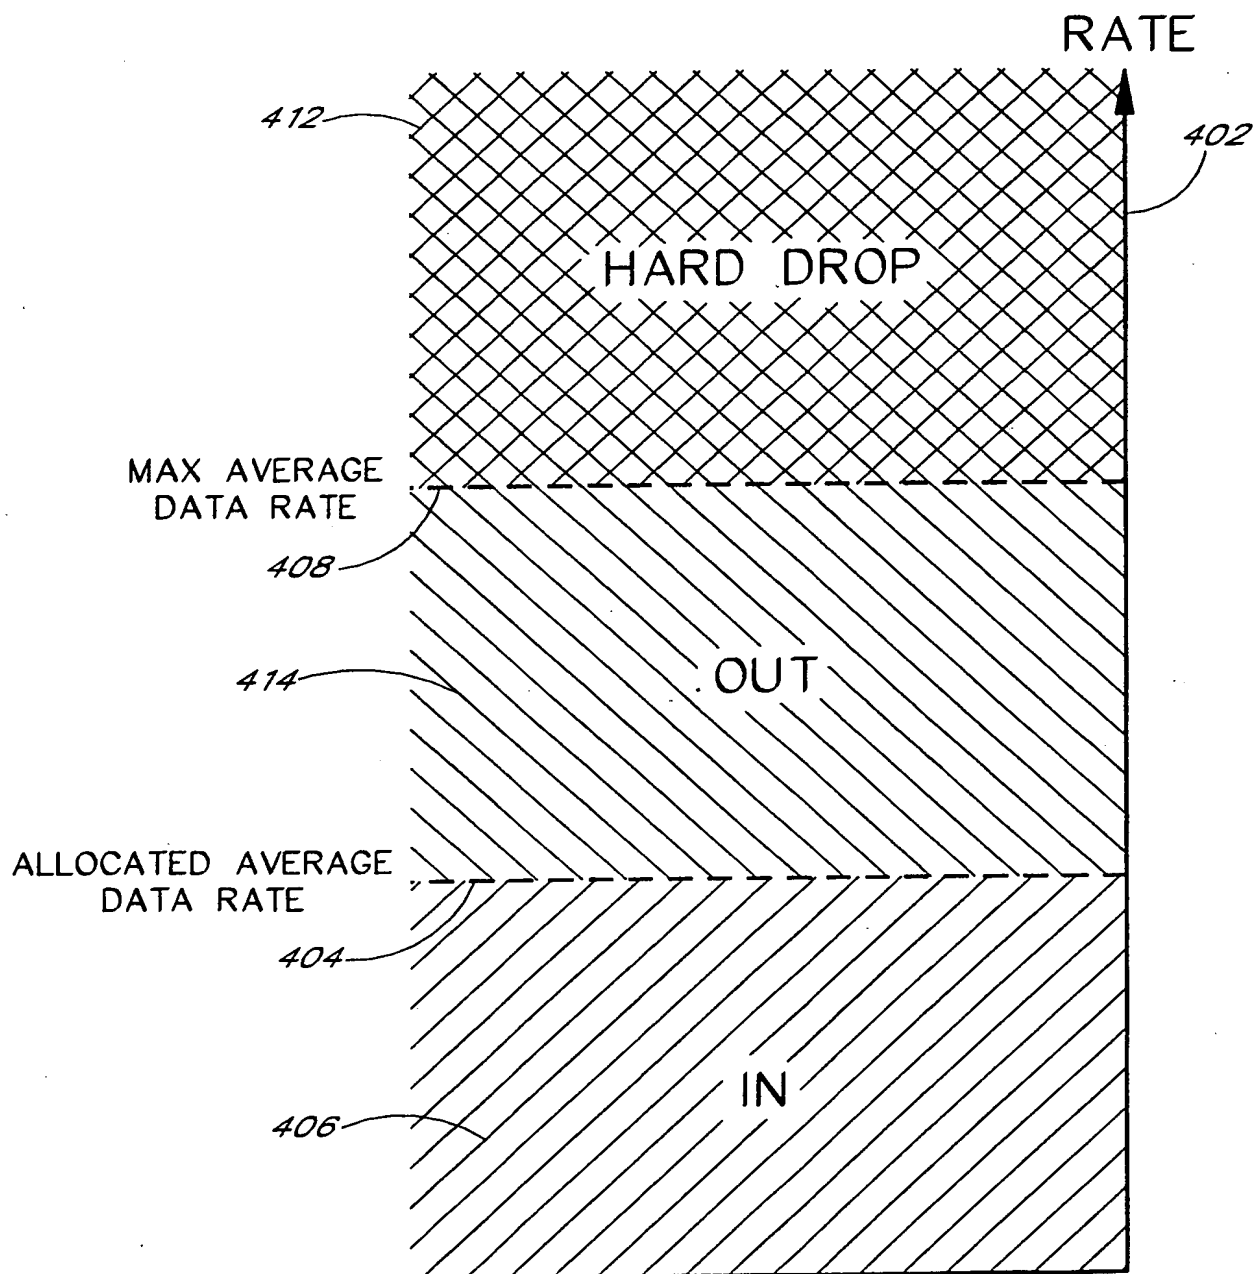 RATE
412
402
HARD DROP
MAX AVERAGE
DATA RATE
408
414
OUT
ALLOCATED AVERAGE
DATA RATE
404
IN
406